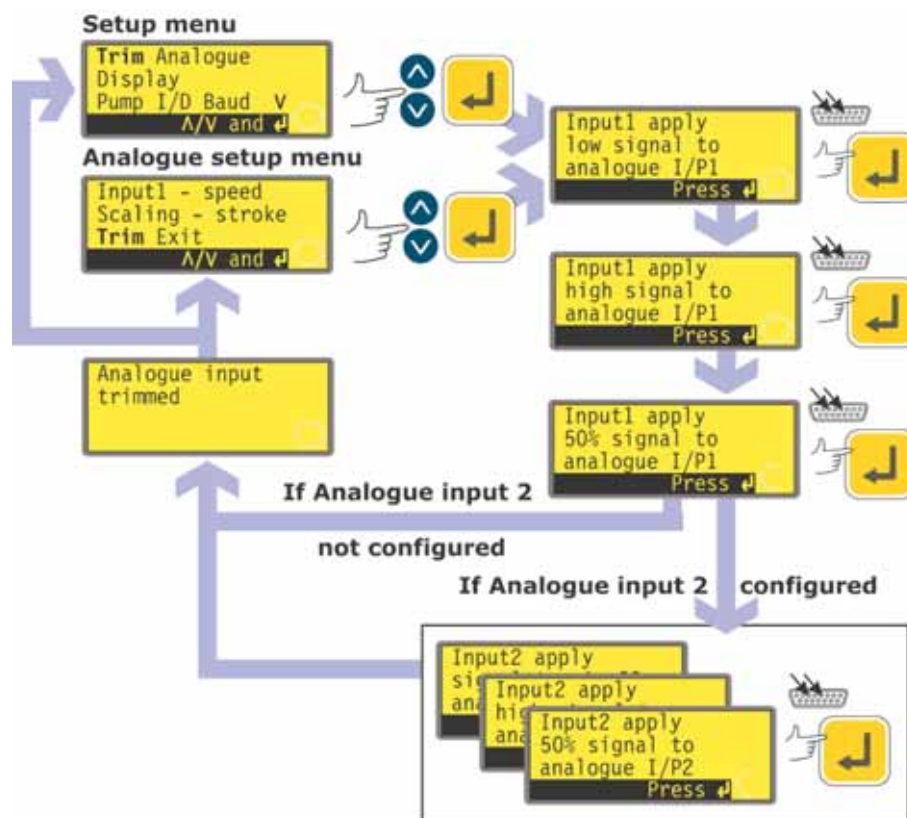 Setup menu
Trim Analogue
Display
Pump I/D Baud V
Λ/V and ↲
Analogue setup menu
Input1 - speed
Scaling - stroke
Trim Exit
Λ/V and ↲
Input1 apply
low signal to
analogue I/P1
Press ↲
Input1 apply
high signal to
analogue I/P1
Press ↲
Input1 apply
50% signal to
analogue I/P1
Press ↲
Analogue input
trimmed
If Analogue input 2
not configured
If Analogue input 2 configured
Input2 apply
Input2 apply
Input2 apply
50% signal to
analogue I/P2
Press ↲